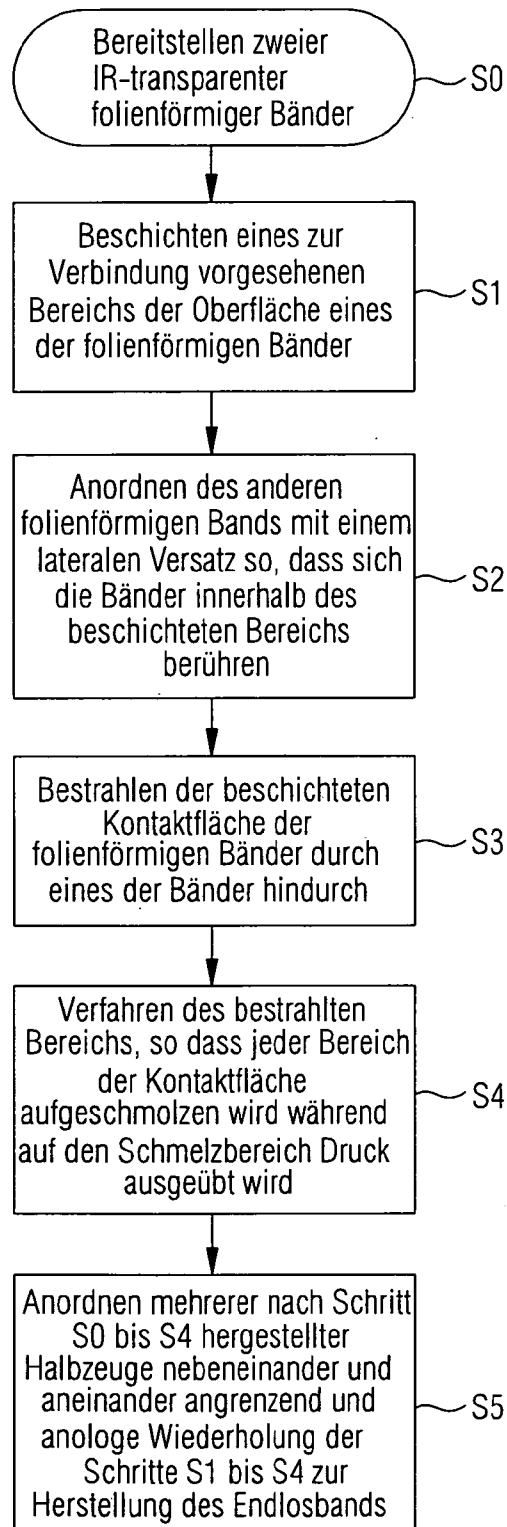 Bereitstellen zweier
IR-transparenter
folienförmiger Bänder
S0
Beschichten eines zur
Verbindung vorgesehenen
Bereichs der Oberfläche eines
der folienförmigen Bänder
S1
Anordnen des anderen
folienförmigen Bands mit einem
lateralen Versatz so, dass sich
die Bänder innerhalb des
beschichteten Bereichs
berühren
S2
Bestrahlen der beschichteten
Kontaktfläche der
folienförmigen Bänder durch
eines der Bänder hindurch
S3
Verfahren des bestrahlten
Bereichs, so dass jeder Bereich
der Kontaktfläche
aufgeschmolzen wird während
auf den Schmelzbereich Druck
ausgeübt wird
S4
Anordnen mehrerer nach Schritt
S0 bis S4 hergestellter
Halbzeuge nebeneinander und
aneinander angrenzend und
anologe Wiederholung der
Schritte S1 bis S4 zur
Herstellung des Endlosbands
S5